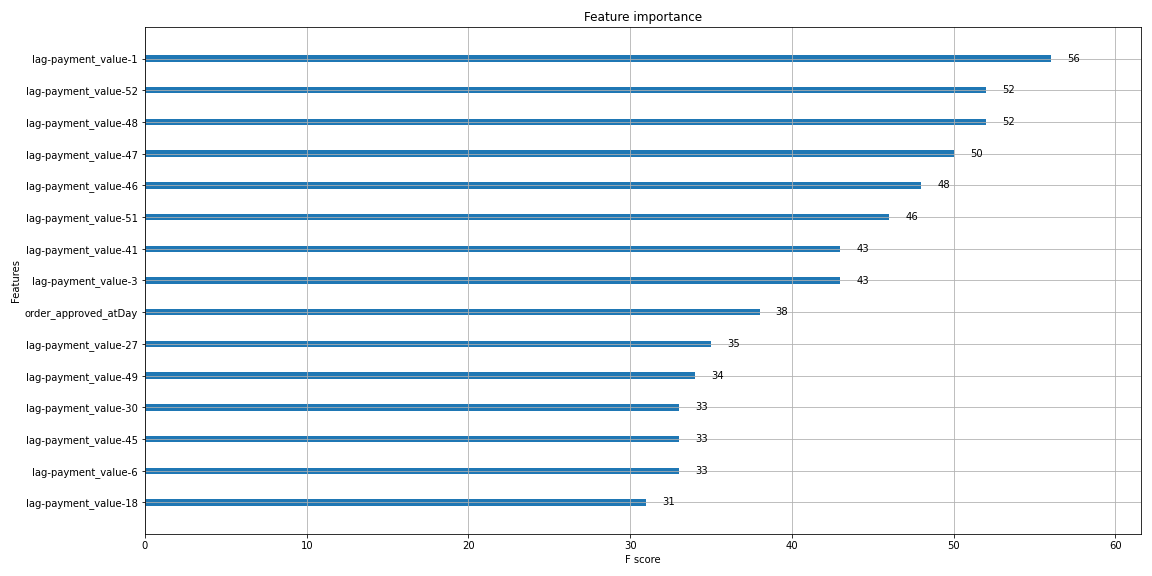 Feature importance
Features
lag-payment_value-1 56
lag-payment_value-52 52
lag-payment_value-48 52
lag-payment_value-47 50
lag-payment_value-46 48
lag-payment_value-51 46
lag-payment_value-41 43
lag-payment_value-3 43
order_approved_atDay 38
lag-payment_value-27 35
lag-payment_value-49 34
lag-payment_value-30 33
lag-payment_value-45 33
lag-payment_value-6 33
lag-payment_value-18 31
0 10 20 30 40 50 60
F score